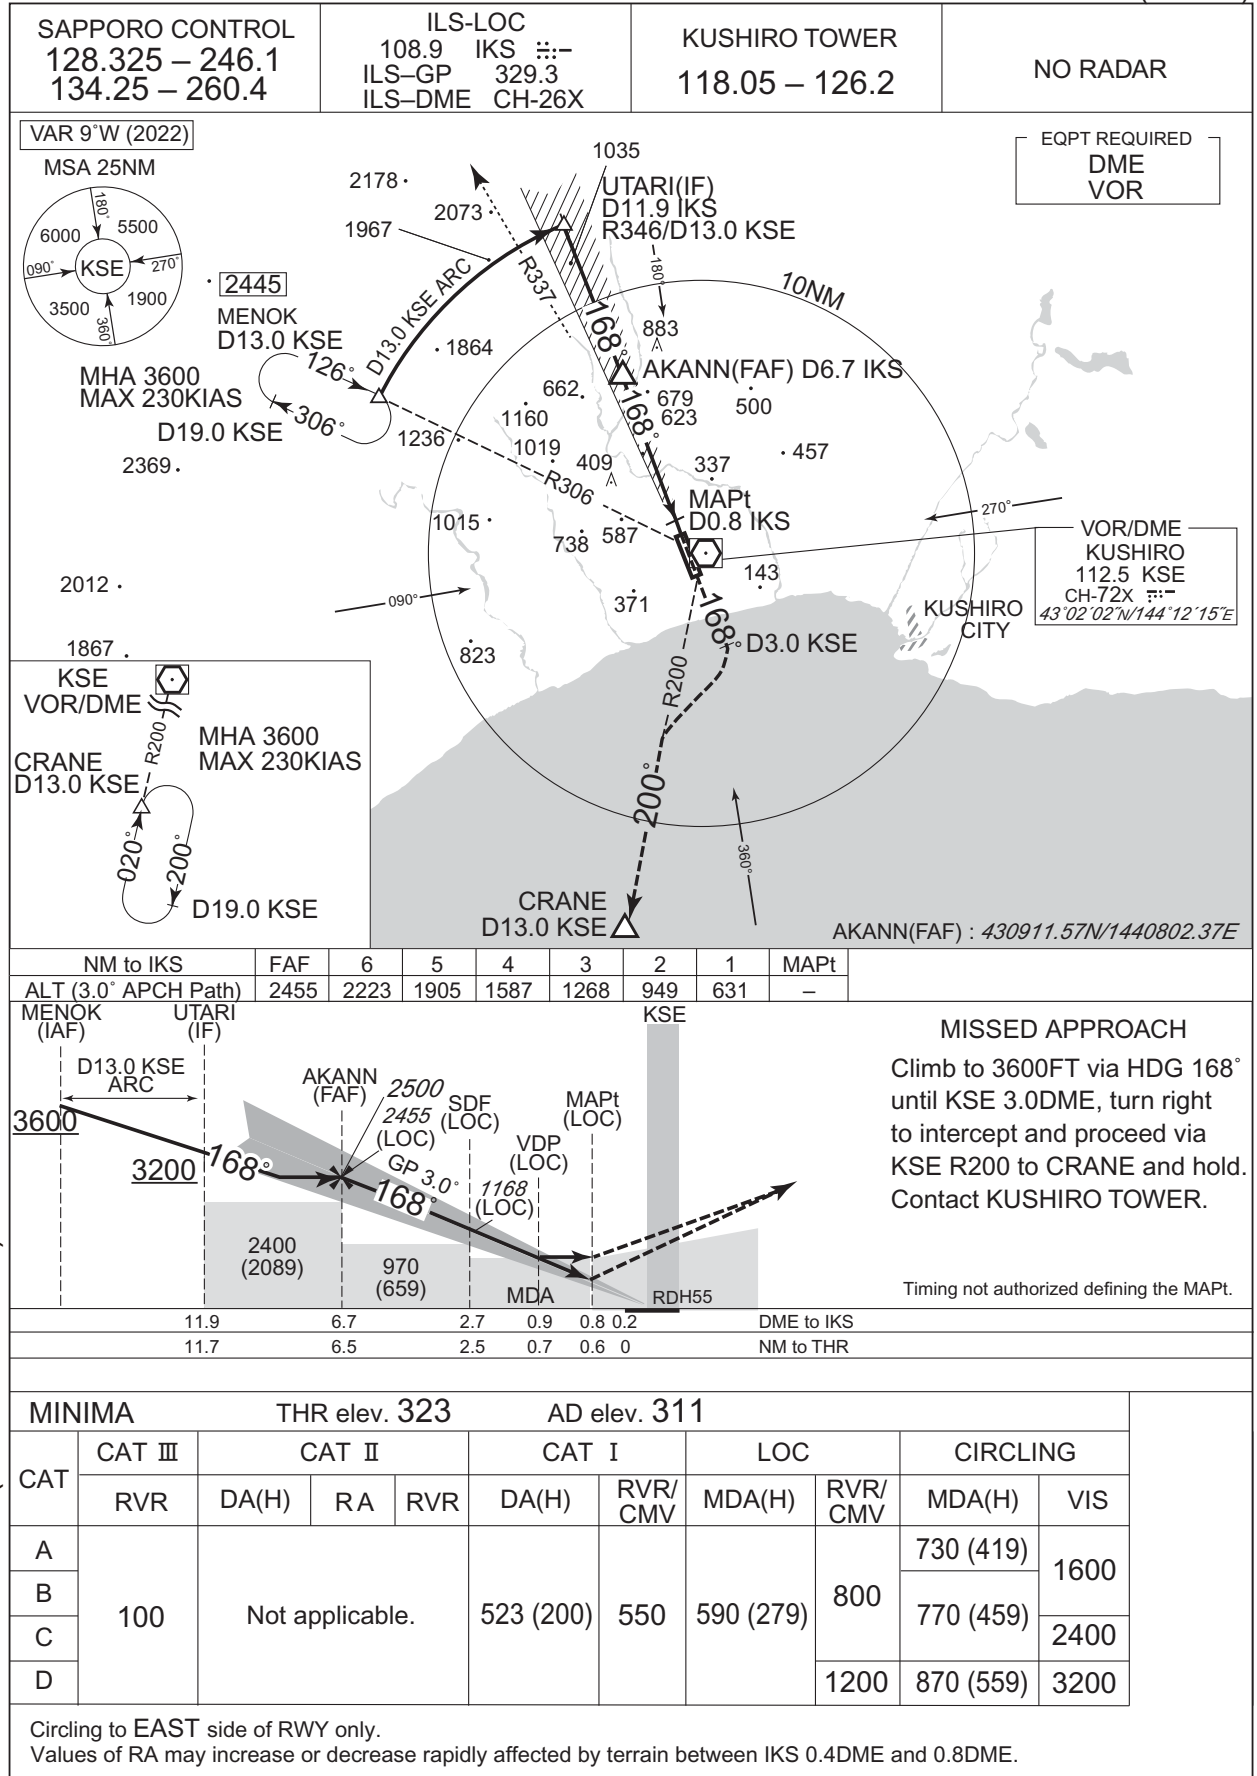 SAPPORO CONTROL
128.325 – 246.1
134.25 – 260.4
ILS-LOC
108.9 IKS
ILS–GP 329.3
ILS–DME CH-26X
KUSHIRO TOWER
118.05 – 126.2
NO RADAR
VAR 9°W (2022)
MSA 25NM
180°
6000
5500
090°
KSE
270°
3500
1900
360°
EQPT REQUIRED
DME
VOR
1035
2178
2073
1967
UTARI(IF)
D11.9 IKS
R346/D13.0 KSE
2445
MENOK
D13.0 KSE
D13.0 KSE ARC
R337
180°
10NM
168°
883
1864
126°
MHA 3600
MAX 230KIAS
306°
D19.0 KSE
AKANN(FAF) D6.7 IKS
662
679
623
500
1160
168°
1236
1019
409
457
2369
337
R306
MAPt
D0.8 IKS
270°
1015
738
587
VOR/DME
KUSHIRO
112.5 KSE
CH-72X
43°02'02"N/144°12'15"E
2012
143
090°
371
KUSHIRO
CITY
168°
D3.0 KSE
1867
823
R200
KSE
VOR/DME
R200
MHA 3600
MAX 230KIAS
CRANE
D13.0 KSE
020°
200°
D19.0 KSE
200°
360°
CRANE
D13.0 KSE
AKANN(FAF) : 430911.57N/1440802.37E
NM to IKS FAF 6 5 4 3 2 1 MAPt
ALT (3.0° APCH Path) 2455 2223 1905 1587 1268 949 631 –
MENOK
(IAF)
UTARI
(IF)
KSE
D13.0 KSE
ARC
AKANN
(FAF)
2500
2455
(LOC)
SDF
(LOC)
MAPt
(LOC)
VDP
(LOC)
3600
3200
168°
GP 3.0°
168°
1168
(LOC)
2400
(2089)
970
(659)
MDA
RDH55
MISSED APPROACH
Climb to 3600FT via HDG 168°
until KSE 3.0DME, turn right
to intercept and proceed via
KSE R200 to CRANE and hold.
Contact KUSHIRO TOWER.
Timing not authorized defining the MAPt.
11.9 6.7 2.7 0.9 0.8 0.2 DME to IKS
11.7 6.5 2.5 0.7 0.6 0 NM to THR
MINIMA THR elev. 323 AD elev. 311
CAT CAT Ⅲ CAT Ⅱ CAT Ⅰ LOC CIRCLING
RVR DA(H) RA RVR DA(H) RVR/CMV MDA(H) RVR/CMV MDA(H) VIS
A 730 (419) 1600
B 100 Not applicable. 523 (200) 550 590 (279) 800 770 (459)
C 2400
D 1200 870 (559) 3200
Circling to EAST side of RWY only.
Values of RA may increase or decrease rapidly affected by terrain between IKS 0.4DME and 0.8DME.